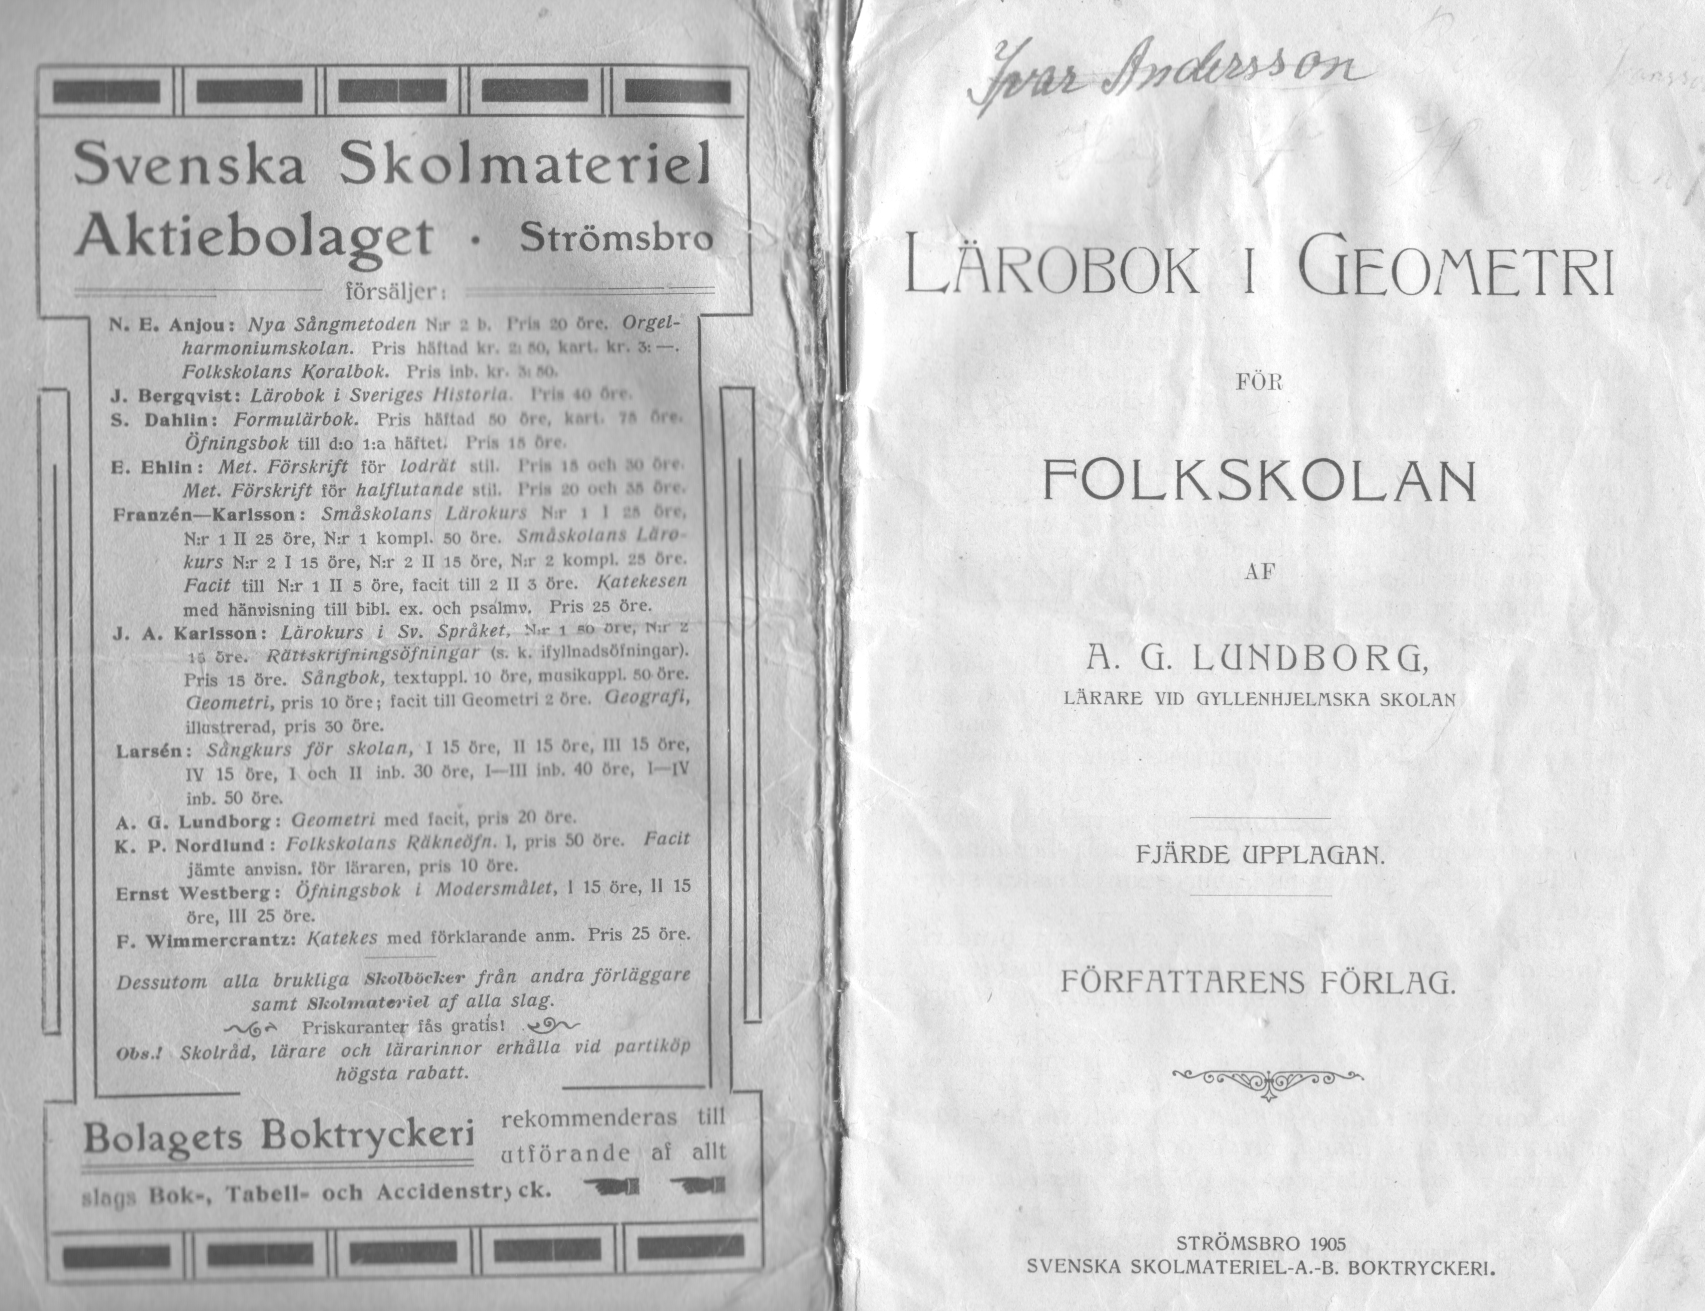 Svenska Skolmateriel
Aktiebolaget · Strömsbro
försäljer:
N. E. Anjou: Nya Sångmetoden N:r 2 b. Pris 20 öre. Orgel-
harmoniumskolan. Pris häftad kr. 2: 50, kart. kr. 3: —.
Folkskolans Koralbok. Pris inb. kr. 3: 50.
J. Bergqvist: Lärobok i Sveriges Historia. Pris 40 öre.
S. Dahlin: Formulärbok. Pris häftad 50 öre, kart. 75 öre.
Öfningsbok till d:o 1:a häftet. Pris 15 öre.
E. Ehlin: Met. Förskrift för lodrät stil. Pris 15 och 30 öre.
Met. Förskrift för halflutande stil. Pris 20 och 35 öre.
Franzén—Karlsson: Småskolans Lärokurs N:r 1 I 25 öre,
N:r 1 II 25 öre, N:r 1 kompl. 50 öre. Småskolans Läro-
kurs N:r 2 I 15 öre, N:r 2 II 15 öre, N:r 2 kompl. 25 öre.
Facit till N:r 1 II 5 öre, facit till 2 II 3 öre. Katekesen
med hänvisning till bibl. ex. och psalmv. Pris 25 öre.
J. A. Karlsson: Lärokurs i Sv. Språket, N:r 1 50 öre, N:r 2
15 öre. Rättskrifningsöfningar (s. k. ifyllnadsöfningar).
Pris 15 öre. Sångbok, textuppl. 10 öre, musikuppl. 50 öre.
Geometri, pris 10 öre; facit till Geometri 2 öre. Geografi,
illustrerad, pris 30 öre.
Larsén: Sångkurs för skolan, I 15 öre, II 15 öre, III 15 öre,
IV 15 öre, I och II inb. 30 öre, I—III inb. 40 öre, I—IV
inb. 50 öre.
A. G. Lundborg: Geometri med facit, pris 20 öre.
K. P. Nordlund: Folkskolans Räkneöfn. I, pris 50 öre. Facit
jämte anvisn. för läraren, pris 10 öre.
Ernst Westberg: Öfningsbok i Modersmålet, I 15 öre, II 15
öre, III 25 öre.
F. Wimmercrantz: Katekes med förklarande anm. Pris 25 öre.
Dessutom alla brukliga Skolböcker från andra förläggare
samt Skolmateriel af alla slag.
Priskuranter fås gratis!
Obs.! Skolråd, lärare och lärarinnor erhålla vid partiköp
högsta rabatt.
Bolagets Boktryckeri rekommenderas till
utförande af allt
slags Bok-, Tabell- och Accidenstryck.
Ivar Andersson
LÄROBOK I GEOMETRI
FÖR
FOLKSKOLAN
AF
A. G. LUNDBORG,
LÄRARE VID GYLLENHJELMSKA SKOLAN
FJÄRDE UPPLAGAN.
FÖRFATTARENS FÖRLAG.
STRÖMSBRO 1905
SVENSKA SKOLMATERIEL-A.-B. BOKTRYCKERI.